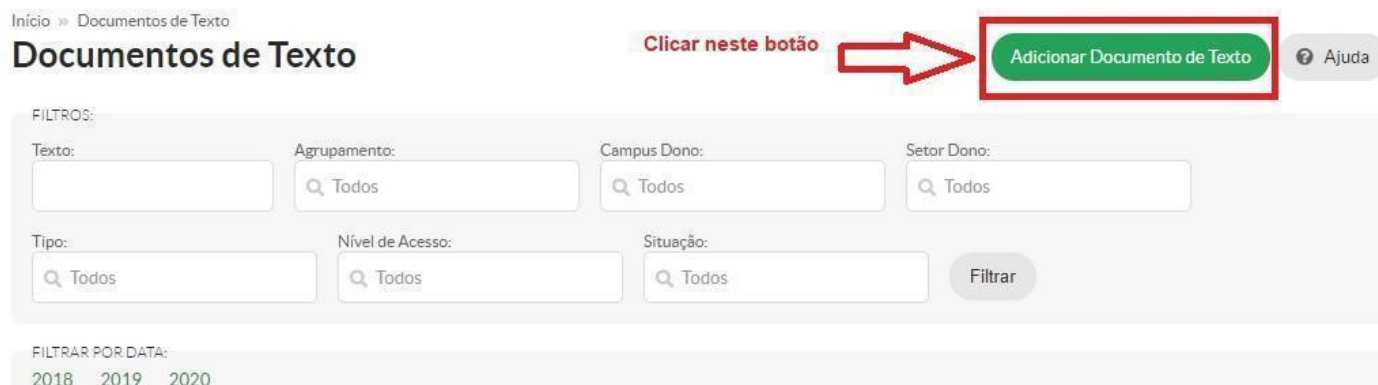 Início » Documentos de Texto
Documentos de Texto
Clicar neste botão
Adicionar Documento de Texto
Ajuda
FILTROS:
Texto: Agrupamento: Campus Dono: Setor Dono:
Todos Todos Todos
Tipo: Nível de Acesso: Situação:
Todos Todos Todos Filtrar
FILTRAR POR DATA:
2018 2019 2020